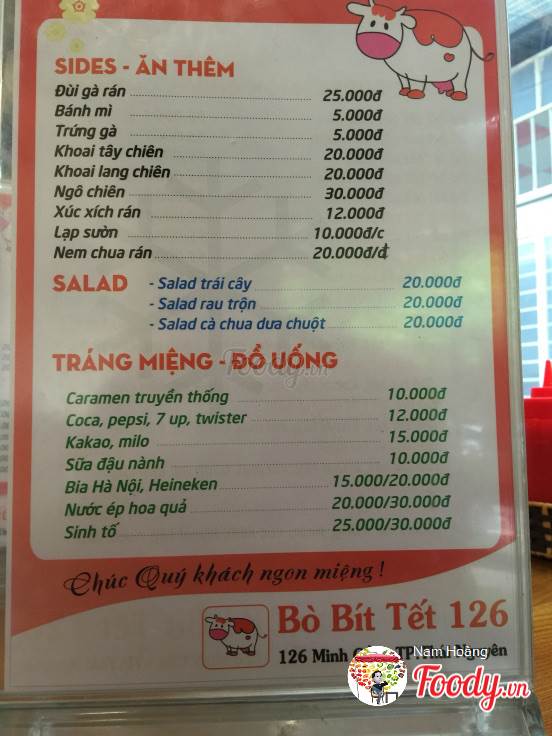 SIDES - ĂN THÊM
Đùi gà rán 25.000đ
Bánh mì 5.000đ
Trứng gà 5.000đ
Khoai tây chiên 20.000đ
Khoai lang chiên 20.000đ
Ngô chiên 30.000đ
Xúc xích rán 12.000đ
Lạp sườn 10.000đ/c
Nem chua rán 20.000đ/đ
SALAD - Salad trái cây 20.000đ
- Salad rau trộn 20.000đ
- Salad cà chua dưa chuột 20.000đ
TRÁNG MIỆNG - ĐỒ UỐNG
Foody.vn
Caramen truyền thống 10.000đ
Coca, pepsi, 7 up, twister 12.000đ
Kakao, milo 15.000đ
Sữa đậu nành 10.000đ
Bia Hà Nội, Heineken 15.000/20.000đ
Nước ép hoa quả 20.000/30.000đ
Sinh tố 25.000/30.000đ
Chúc Quý khách ngon miệng !
Bò Bít Tết 126
126 Minh
Nam Hoàng
Foody.vn